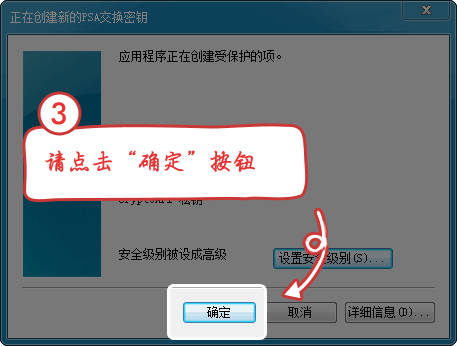 正在创建新的PSA交换密钥
应用程序正在创建受保护的项。
3
请点击“确定”按钮
CryptoAPI 私钥
安全级别被设成高级
设置安全级别(S)...
确定
取消
详细信息(D)...